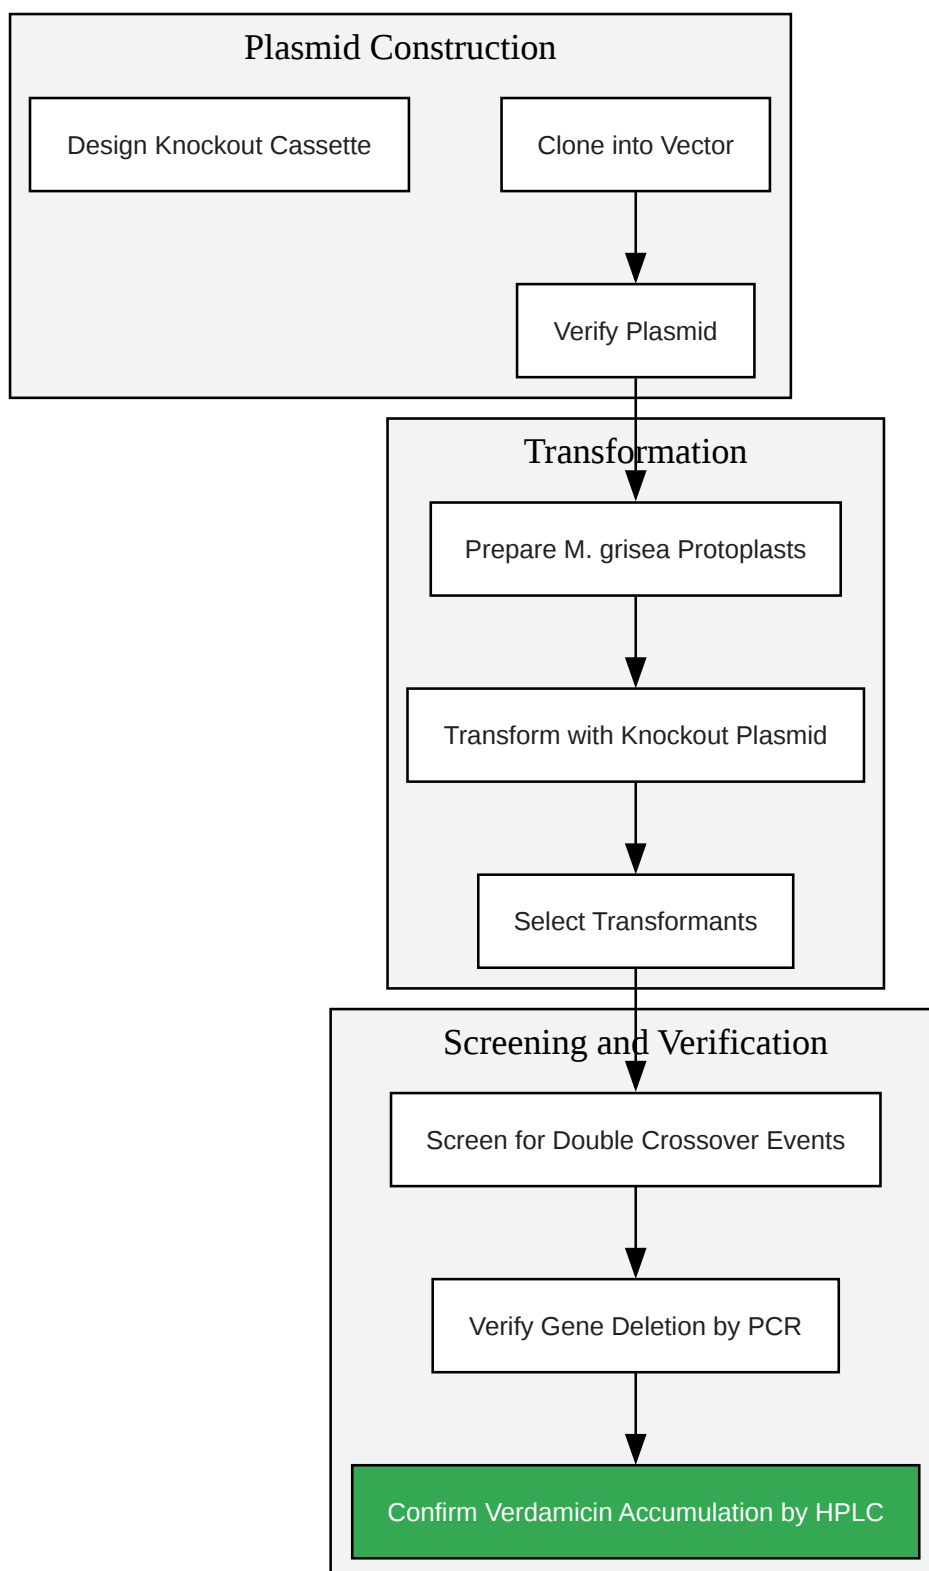 Plasmid Construction
Design Knockout Cassette
Clone into Vector
Verify Plasmid
Transformation
Prepare M. grisea Protoplasts
Transform with Knockout Plasmid
Select Transformants
Screening and Verification
Screen for Double Crossover Events
Verify Gene Deletion by PCR
Confirm Verdamicin Accumulation by HPLC